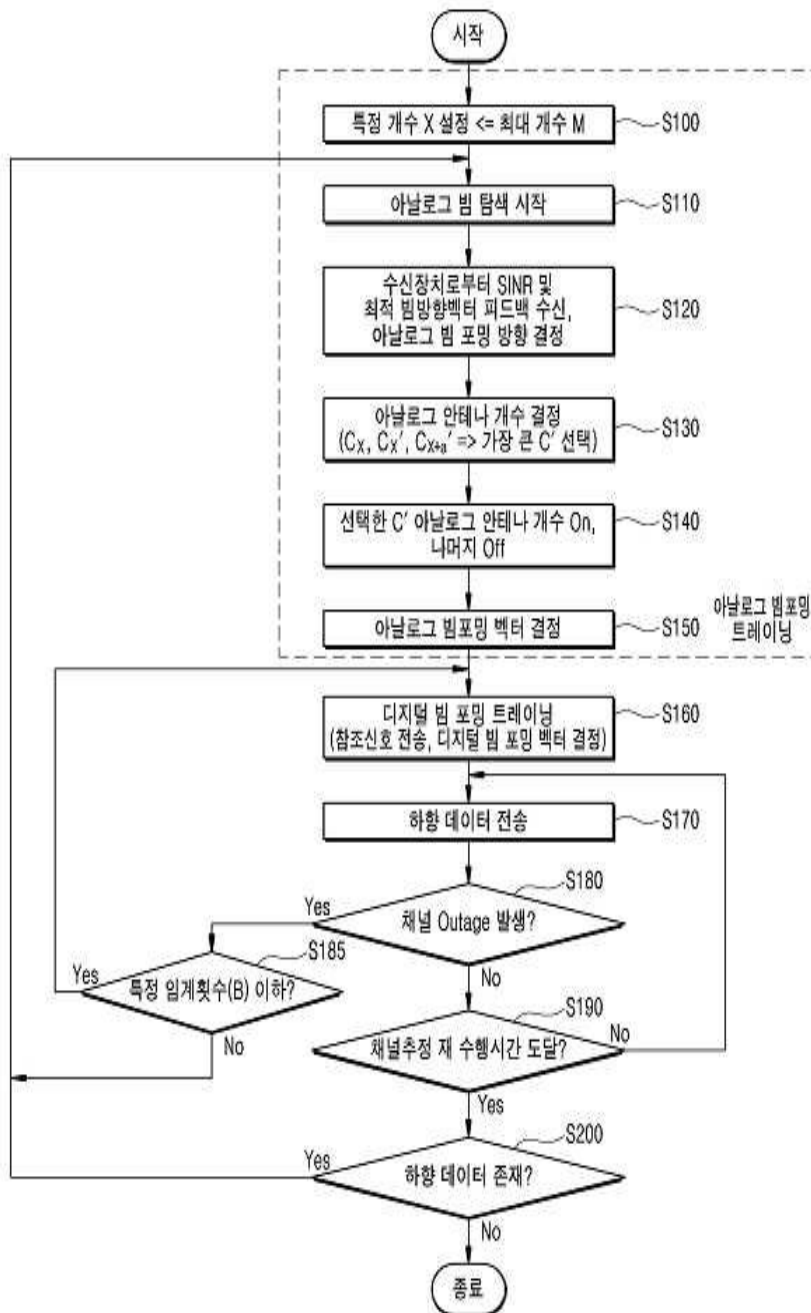 시작
특정 개수 X 설정 <= 최대 개수 M
S100
아날로그 빔 탐색 시작
S110
수신장치로부터 SINR 및
최적 빔방향벡터 피드백 수신,
아날로그 빔 포밍 방향 결정
S120
아날로그 안테나 개수 결정
(CX, CX', CX+a' => 가장 큰 C' 선택)
S130
선택한 C' 아날로그 안테나 개수 On,
나머지 Off
S140
아날로그 빔포밍 벡터 결정
S150
아날로그 빔포밍
트레이닝
디지털 빔 포밍 트레이닝
(참조신호 전송, 디지털 빔 포밍 벡터 결정)
S160
하향 데이터 전송
S170
S180
채널 Outage 발생?
Yes
No
S185
특정 임계횟수(B) 이하?
Yes
No
S190
채널추정 재 수행시간 도달?
No
Yes
S200
하향 데이터 존재?
Yes
No
종료